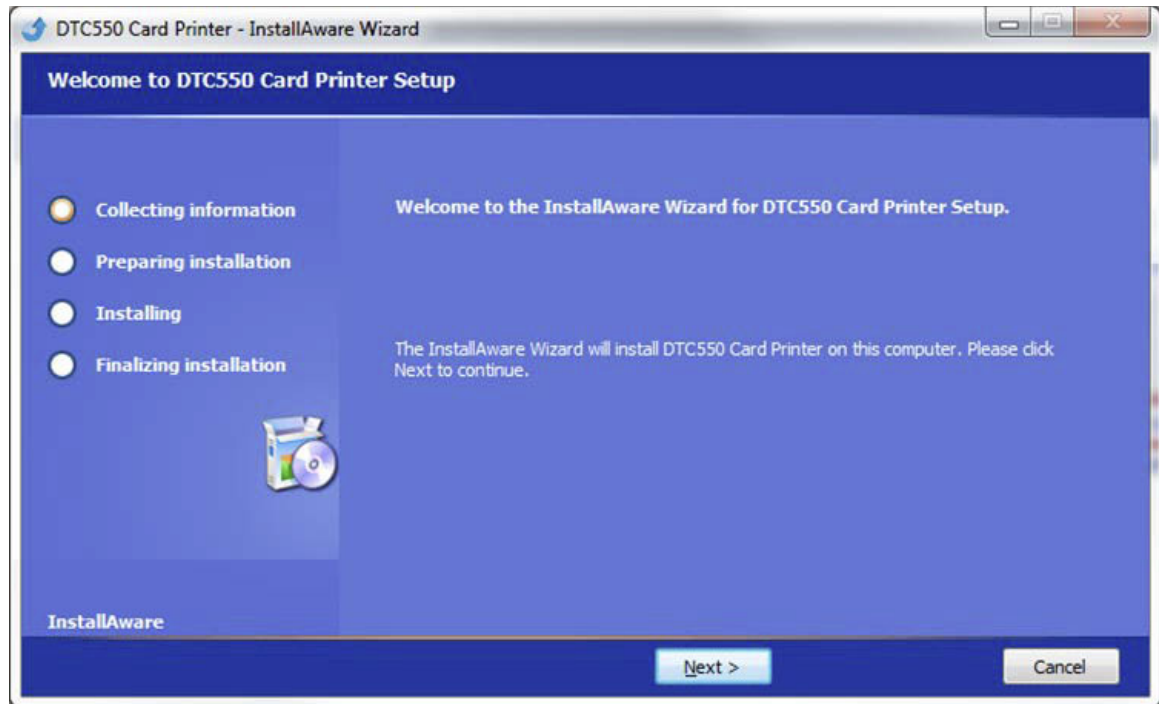 DTC550 Card Printer - InstallAware Wizard
Welcome to DTC550 Card Printer Setup
Collecting information
Preparing installation
Installing
Finalizing installation
Welcome to the InstallAware Wizard for DTC550 Card Printer Setup.
The InstallAware Wizard will install DTC550 Card Printer on this computer. Please click
Next to continue.
InstallAware
Next >
Cancel